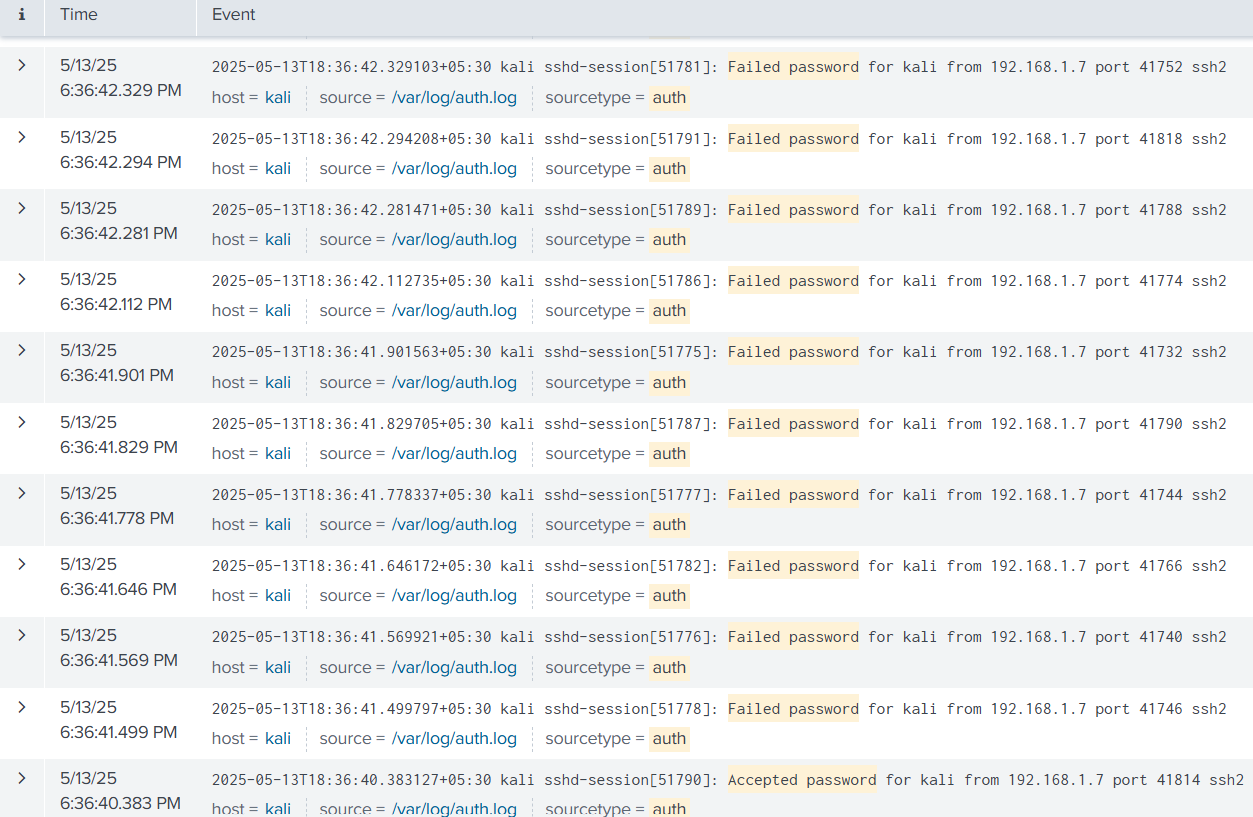 i Time Event
5/13/25
6:36:42.329 PM
2025-05-13T18:36:42.329103+05:30 kali sshd-session[51781]: Failed password for kali from 192.168.1.7 port 41752 ssh2
host = kali source = /var/log/auth.log sourcetype = auth
5/13/25
6:36:42.294 PM
2025-05-13T18:36:42.294208+05:30 kali sshd-session[51791]: Failed password for kali from 192.168.1.7 port 41818 ssh2
host = kali source = /var/log/auth.log sourcetype = auth
5/13/25
6:36:42.281 PM
2025-05-13T18:36:42.281471+05:30 kali sshd-session[51789]: Failed password for kali from 192.168.1.7 port 41788 ssh2
host = kali source = /var/log/auth.log sourcetype = auth
5/13/25
6:36:42.112 PM
2025-05-13T18:36:42.112735+05:30 kali sshd-session[51786]: Failed password for kali from 192.168.1.7 port 41774 ssh2
host = kali source = /var/log/auth.log sourcetype = auth
5/13/25
6:36:41.901 PM
2025-05-13T18:36:41.901563+05:30 kali sshd-session[51775]: Failed password for kali from 192.168.1.7 port 41732 ssh2
host = kali source = /var/log/auth.log sourcetype = auth
5/13/25
6:36:41.829 PM
2025-05-13T18:36:41.829705+05:30 kali sshd-session[51787]: Failed password for kali from 192.168.1.7 port 41790 ssh2
host = kali source = /var/log/auth.log sourcetype = auth
5/13/25
6:36:41.778 PM
2025-05-13T18:36:41.778337+05:30 kali sshd-session[51777]: Failed password for kali from 192.168.1.7 port 41744 ssh2
host = kali source = /var/log/auth.log sourcetype = auth
5/13/25
6:36:41.646 PM
2025-05-13T18:36:41.646172+05:30 kali sshd-session[51782]: Failed password for kali from 192.168.1.7 port 41766 ssh2
host = kali source = /var/log/auth.log sourcetype = auth
5/13/25
6:36:41.569 PM
2025-05-13T18:36:41.569921+05:30 kali sshd-session[51776]: Failed password for kali from 192.168.1.7 port 41740 ssh2
host = kali source = /var/log/auth.log sourcetype = auth
5/13/25
6:36:41.499 PM
2025-05-13T18:36:41.499797+05:30 kali sshd-session[51778]: Failed password for kali from 192.168.1.7 port 41746 ssh2
host = kali source = /var/log/auth.log sourcetype = auth
5/13/25
6:36:40.383 PM
2025-05-13T18:36:40.383127+05:30 kali sshd-session[51790]: Accepted password for kali from 192.168.1.7 port 41814 ssh2
host = kali source = /var/log/auth.log sourcetype = auth